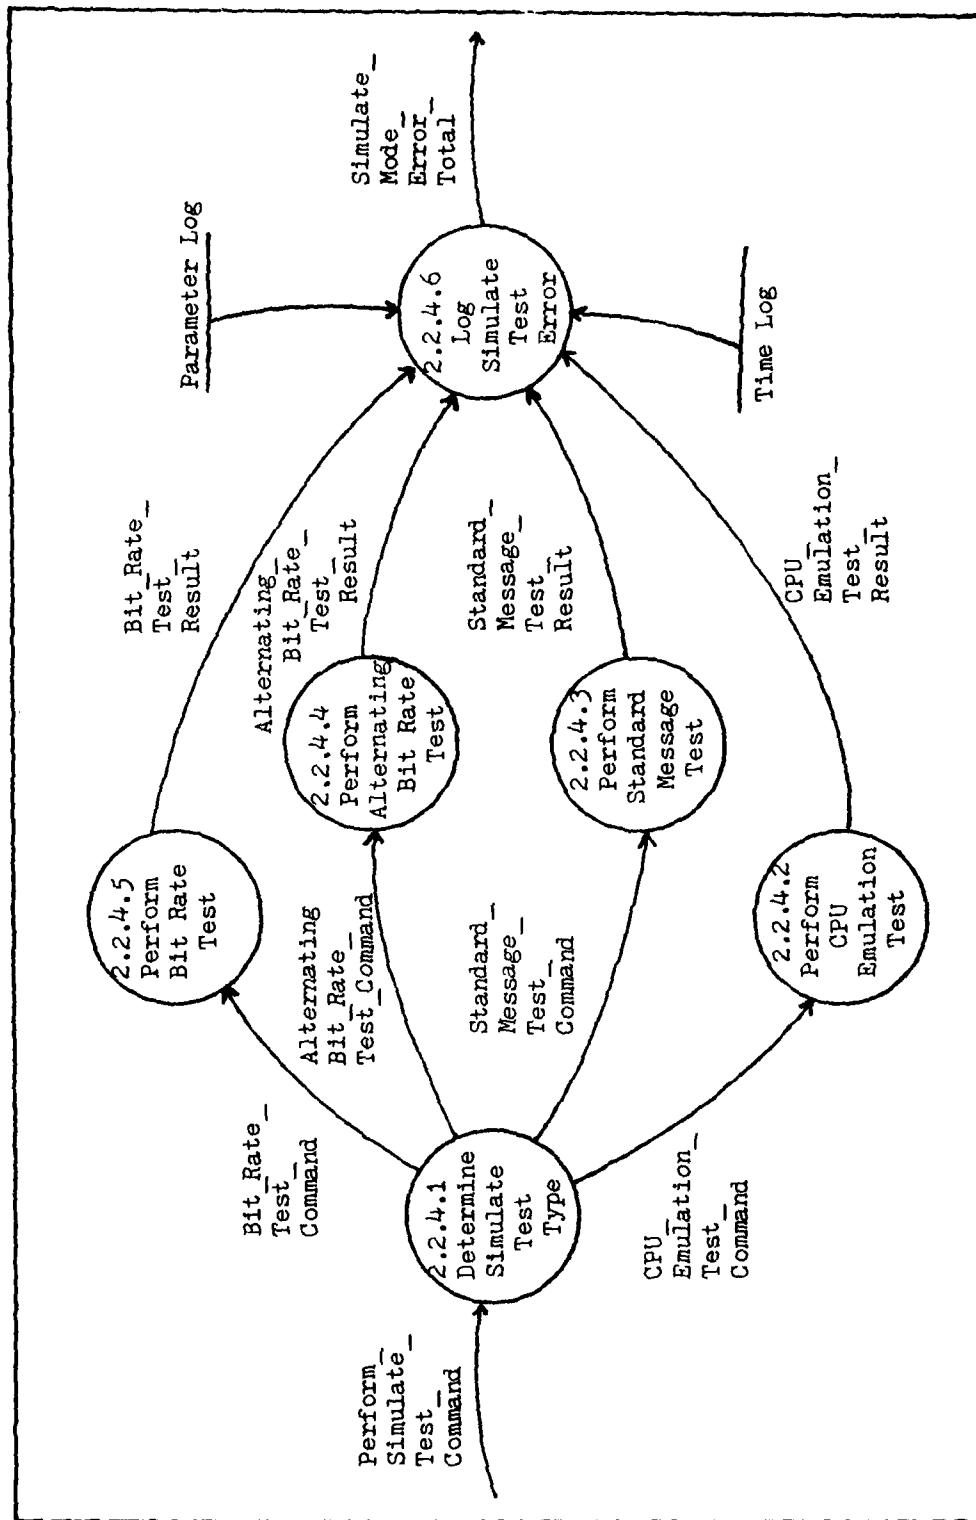 Perform
Simulate_
Test_
Command
2.2.4.1
Determine
Simulate
Test
Type
Bit_Rate_
Test_
Command
Alternating
Bit_Rate_
Test_Command
Standard_
Message_
Test_
Command
CPU
Emulation_
Test_
Command
2.2.4.5
Perform
Bit Rate
Test
2.2.4.4
Perform
Alternating
Bit Rate
Test
2.2.4.3
Perform
Standard
Message
Test
2.2.4.2
Perform
CPU
Emulation
Test
Bit_Rate_
Test_
Result
Alternating_
Bit_Rate_
Test_
Result
Standard_
Message_
Test_
Result
CPU
Emulation_
Test_
Result
Parameter Log
2.2.4.6
Log
Simulate
Test
Error
Time Log
Simulate_
Mode_
Error_
Total